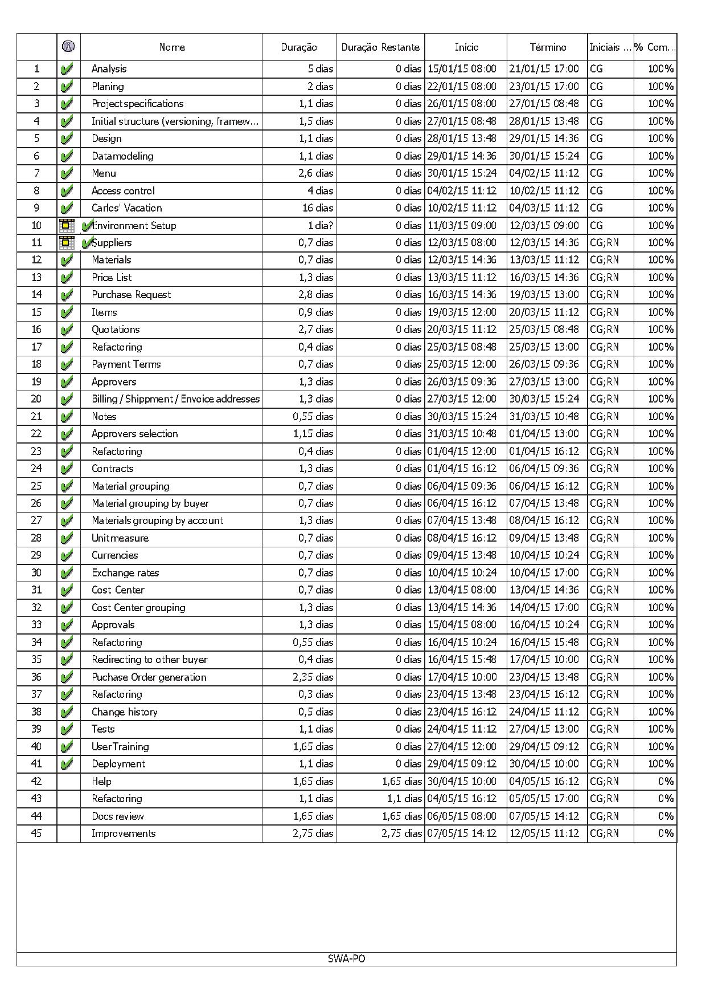 Nome Duração Duração Restante Início Término Iniciais ... % Com...
1 Analysis 5 dias 0 dias 15/01/15 08:00 21/01/15 17:00 CG 100%
2 Planing 2 dias 0 dias 22/01/15 08:00 23/01/15 17:00 CG 100%
3 Project specifications 1,1 dias 0 dias 26/01/15 08:00 27/01/15 08:48 CG 100%
4 Initial structure (versioning, framew... 1,5 dias 0 dias 27/01/15 08:48 28/01/15 13:48 CG 100%
5 Design 1,1 dias 0 dias 28/01/15 13:48 29/01/15 14:36 CG 100%
6 Datamodeling 1,1 dias 0 dias 29/01/15 14:36 30/01/15 15:24 CG 100%
7 Menu 2,6 dias 0 dias 30/01/15 15:24 04/02/15 11:12 CG 100%
8 Access control 4 dias 0 dias 04/02/15 11:12 10/02/15 11:12 CG 100%
9 Carlos' Vacation 16 dias 0 dias 10/02/15 11:12 04/03/15 11:12 CG 100%
10 Environment Setup 1 dia? 0 dias 11/03/15 09:00 12/03/15 09:00 CG 100%
11 Suppliers 0,7 dias 0 dias 12/03/15 08:00 12/03/15 14:36 CG;RN 100%
12 Materials 0,7 dias 0 dias 12/03/15 14:36 13/03/15 11:12 CG;RN 100%
13 Price List 1,3 dias 0 dias 13/03/15 11:12 16/03/15 14:36 CG;RN 100%
14 Purchase Request 2,8 dias 0 dias 16/03/15 14:36 19/03/15 13:00 CG;RN 100%
15 Items 0,9 dias 0 dias 19/03/15 12:00 20/03/15 11:12 CG;RN 100%
16 Quotations 2,7 dias 0 dias 20/03/15 11:12 25/03/15 08:48 CG;RN 100%
17 Refactoring 0,4 dias 0 dias 25/03/15 08:48 25/03/15 13:00 CG;RN 100%
18 Payment Terms 0,7 dias 0 dias 25/03/15 12:00 26/03/15 09:36 CG;RN 100%
19 Approvers 1,3 dias 0 dias 26/03/15 09:36 27/03/15 13:00 CG;RN 100%
20 Billing / Shippment / Envoice addresses 1,3 dias 0 dias 27/03/15 12:00 30/03/15 15:24 CG;RN 100%
21 Notes 0,55 dias 0 dias 30/03/15 15:24 31/03/15 10:48 CG;RN 100%
22 Approvers selection 1,15 dias 0 dias 31/03/15 10:48 01/04/15 13:00 CG;RN 100%
23 Refactoring 0,4 dias 0 dias 01/04/15 12:00 01/04/15 16:12 CG;RN 100%
24 Contracts 1,3 dias 0 dias 01/04/15 16:12 06/04/15 09:36 CG;RN 100%
25 Material grouping 0,7 dias 0 dias 06/04/15 09:36 06/04/15 16:12 CG;RN 100%
26 Material grouping by buyer 0,7 dias 0 dias 06/04/15 16:12 07/04/15 13:48 CG;RN 100%
27 Materials grouping by account 1,3 dias 0 dias 07/04/15 13:48 08/04/15 16:12 CG;RN 100%
28 Unit measure 0,7 dias 0 dias 08/04/15 16:12 09/04/15 13:48 CG;RN 100%
29 Currencies 0,7 dias 0 dias 09/04/15 13:48 10/04/15 10:24 CG;RN 100%
30 Exchange rates 0,7 dias 0 dias 10/04/15 10:24 10/04/15 17:00 CG;RN 100%
31 Cost Center 0,7 dias 0 dias 13/04/15 08:00 13/04/15 14:36 CG;RN 100%
32 Cost Center grouping 1,3 dias 0 dias 13/04/15 14:36 14/04/15 17:00 CG;RN 100%
33 Approvals 1,3 dias 0 dias 15/04/15 08:00 16/04/15 10:24 CG;RN 100%
34 Refactoring 0,55 dias 0 dias 16/04/15 10:24 16/04/15 15:48 CG;RN 100%
35 Redirecting to other buyer 0,4 dias 0 dias 16/04/15 15:48 17/04/15 10:00 CG;RN 100%
36 Puchase Order generation 2,35 dias 0 dias 17/04/15 10:00 23/04/15 13:48 CG;RN 100%
37 Refactoring 0,3 dias 0 dias 23/04/15 13:48 23/04/15 16:12 CG;RN 100%
38 Change history 0,5 dias 0 dias 23/04/15 16:12 24/04/15 11:12 CG;RN 100%
39 Tests 1,1 dias 0 dias 24/04/15 11:12 27/04/15 13:00 CG;RN 100%
40 User Training 1,65 dias 0 dias 27/04/15 12:00 29/04/15 09:12 CG;RN 100%
41 Deployment 1,1 dias 0 dias 29/04/15 09:12 30/04/15 10:00 CG;RN 100%
42 Help 1,65 dias 1,65 dias 30/04/15 10:00 04/05/15 16:12 CG;RN 0%
43 Refactoring 1,1 dias 1,1 dias 04/05/15 16:12 05/05/15 17:00 CG;RN 0%
44 Docs review 1,65 dias 1,65 dias 06/05/15 08:00 07/05/15 14:12 CG;RN 0%
45 Improvements 2,75 dias 2,75 dias 07/05/15 14:12 12/05/15 11:12 CG;RN 0%
SWA-PO